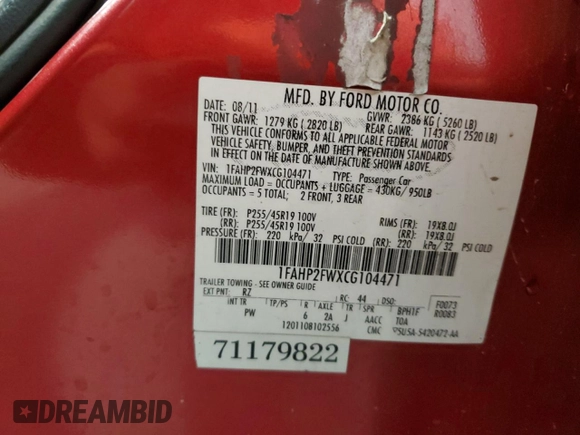 MFD. BY FORD MOTOR CO.
DATE: 08/11 GVWR: 2386 KG ( 5260 LB)
FRONT GAWR: 1279 KG ( 2820 LB) REAR GAWR: 1143 KG ( 2520 LB)
THIS VEHICLE CONFORMS TO ALL APPLICABLE FEDERAL MOTOR
VEHICLE SAFETY, BUMPER, AND THEFT PREVENTION STANDARDS
IN EFFECT ON THE DATE OF MANUFACTURE SHOWN ABOVE.
VIN: 1FAHP2FWXCG104471 TYPE: Passenger Car
MAXIMUM LOAD = OCCUPANTS + LUGGAGE = 430KG/ 950LB
OCCUPANTS = 5 TOTAL; 2 FRONT, 3 REAR
TIRE (FR): P255/45R19 100V RIMS (FR): 19X8.0J
(RR): P255/45R19 100V (RR): 19X8.0J
PRESSURE (FR): 220 kPa/ 32 PSI COLD (RR): 220 kPa/ 32 PSI COLD
1FAHP2FWXCG104471
TRAILER TOWING - SEE OWNER GUIDE
EXT PNT: RZ RC: 44 DSO: F0073
INT TR TP/PS R AXLE TR SPR BPH1F R0083
PW 6 2A J AACC TOA
1201108102556 CMC
71179822
DREAMBID